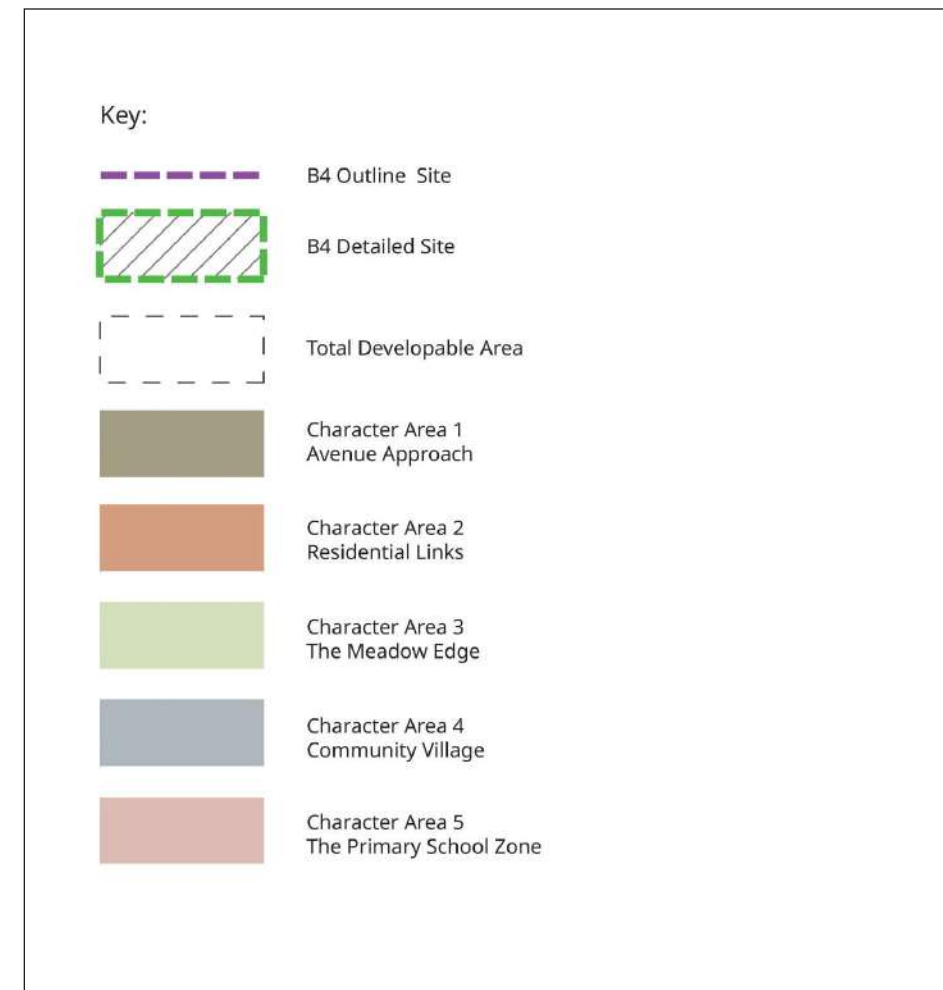 Key:
B4 Outline Site
B4 Detailed Site
Total Developable Area
Character Area 1
Avenue Approach
Character Area 2
Residential Links
Character Area 3
The Meadow Edge
Character Area 4
Community Village
Character Area 5
The Primary School Zone